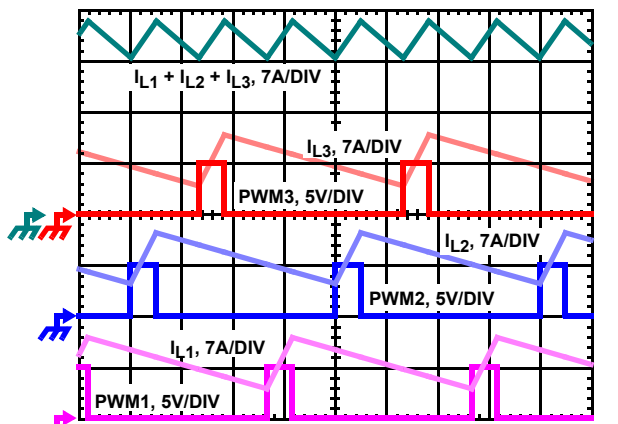 IL1 + IL2 + IL3, 7A/DIV
IL3, 7A/DIV
PWM3, 5V/DIV
IL2, 7A/DIV
PWM2, 5V/DIV
IL1, 7A/DIV
PWM1, 5V/DIV